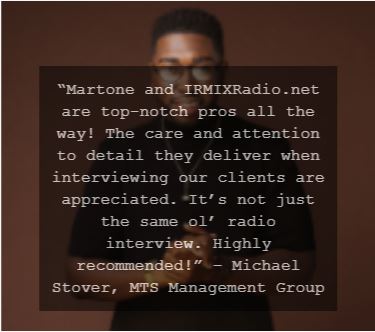 “Martone and IRMIXRadio.net
are top-notch pros all the
way! The care and attention
to detail they deliver when
interviewing our clients are
appreciated. It’s not just
the same ol’ radio
interview. Highly
recommended!” – Michael
Stover, MTS Management Group